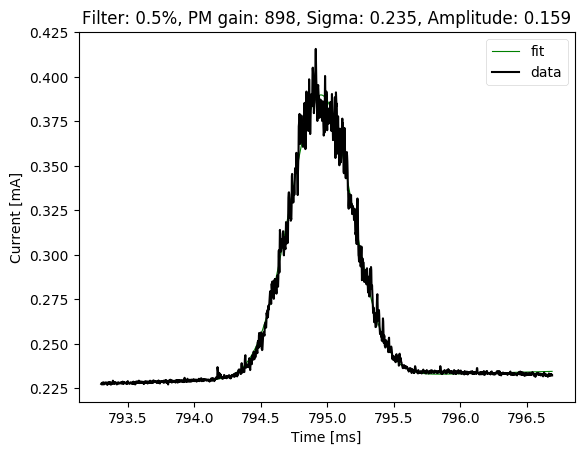 Filter: 0.5%, PM gain: 898, Sigma: 0.235, Amplitude: 0.159
fit
data
Current [mA]
0.425
0.400
0.375
0.350
0.325
0.300
0.275
0.250
0.225
793.5 794.0 794.5 795.0 795.5 796.0 796.5
Time [ms]